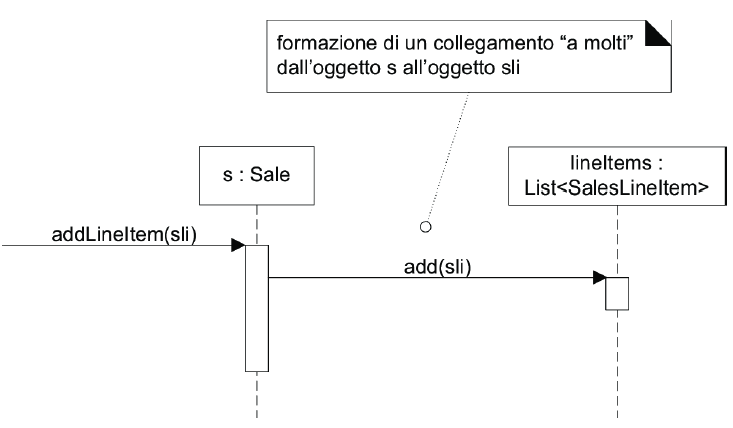 formazione di un collegamento “a molti”
dall’oggetto s all’oggetto sli
s : Sale
lineItems :
List<SalesLineItem>
addLineItem(sli)
add(sli)